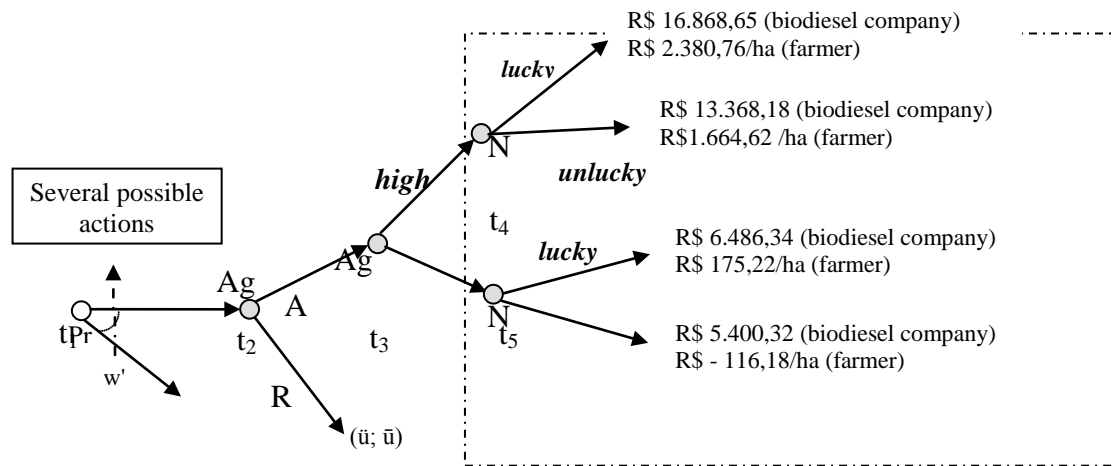 R$ 16.868,65 (biodiesel company)
R$ 2.380,76/ha (farmer)
lucky
R$ 13.368,18 (biodiesel company)
R$1.664,62 /ha (farmer)
N
unlucky
high
Several possible
actions
t4
R$ 6.486,34 (biodiesel company)
R$ 175,22/ha (farmer)
lucky
Ag
Ag
A
N
t1
Pr
t2
t3
t5
R$ 5.400,32 (biodiesel company)
R$ - 116,18/ha (farmer)
w'
R
(ü; ū)